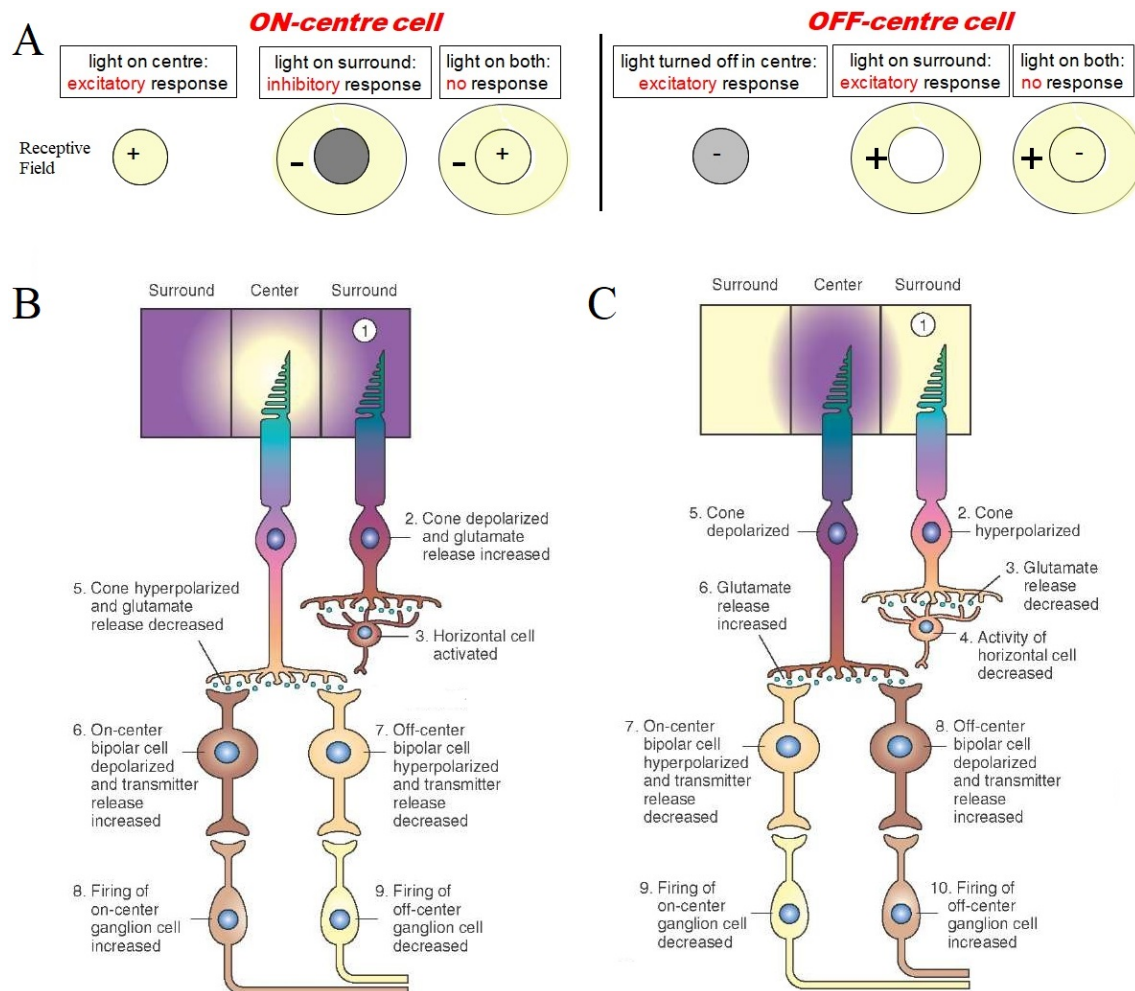 A
ON-centre cell
light on centre:
excitatory response
light on surround:
inhibitory response
light on both:
no response
OFF-centre cell
light turned off in centre:
excitatory response
light on surround:
excitatory response
light on both:
no response
Receptive
Field
+
-
-
+
-
+
+
-
B
Surround
Center
Surround
1
2. Cone depolarized
and glutamate
release increased
5. Cone hyperpolarized
and glutamate
release decreased
3. Horizontal cell
activated
6. On-center
bipolar cell
depolarized
and transmitter
release
increased
7. Off-center
bipolar cell
hyperpolarized
and transmitter
release
decreased
8. Firing of
on-center
ganglion cell
increased
9. Firing of
off-center
ganglion cell
decreased
C
Surround
Center
Surround
1
5. Cone
depolarized
2. Cone
hyperpolarized
6. Glutamate
release
increased
3. Glutamate
release
decreased
4. Activity of
horizontal cell
decreased
7. On-center
bipolar cell
hyperpolarized
and transmitter
release
decreased
8. Off-center
bipolar cell
depolarized
and transmitter
release
increased
9. Firing of
on-center
ganglion cell
decreased
10. Firing of
off-center
ganglion cell
increased